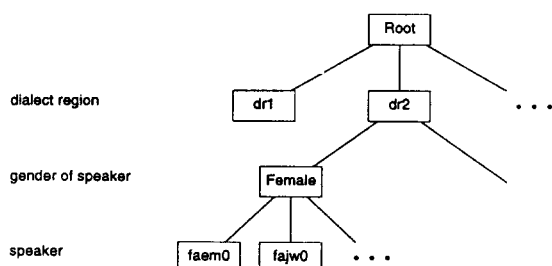 Root
dialect region dr1 dr2 . . .
gender of speaker Female
speaker faem0 fajw0 . . .